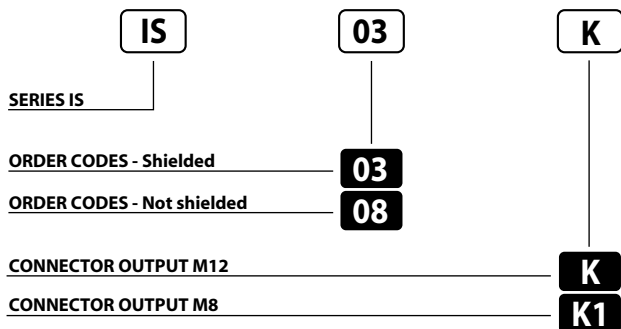 IS 03 K
SERIES IS
ORDER CODES - Shielded 03
ORDER CODES - Not shielded 08
CONNECTOR OUTPUT M12 K
CONNECTOR OUTPUT M8 K1